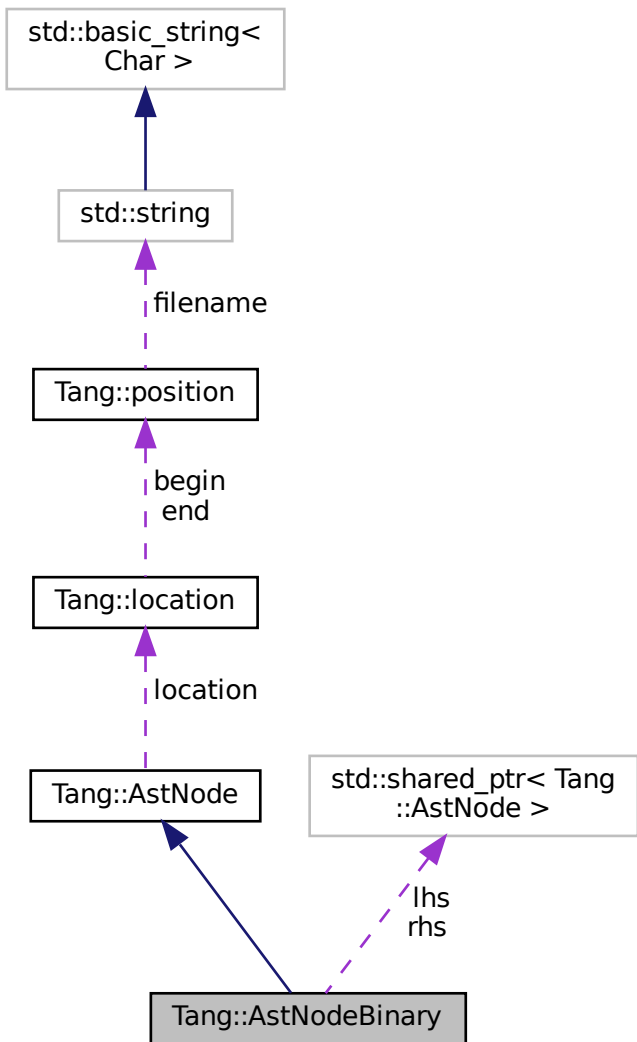 std::basic_string<
Char >
std::string
filename
Tang::position
begin
end
Tang::location
location
Tang::AstNode
std::shared_ptr< Tang
::AstNode >
lhs
rhs
Tang::AstNodeBinary